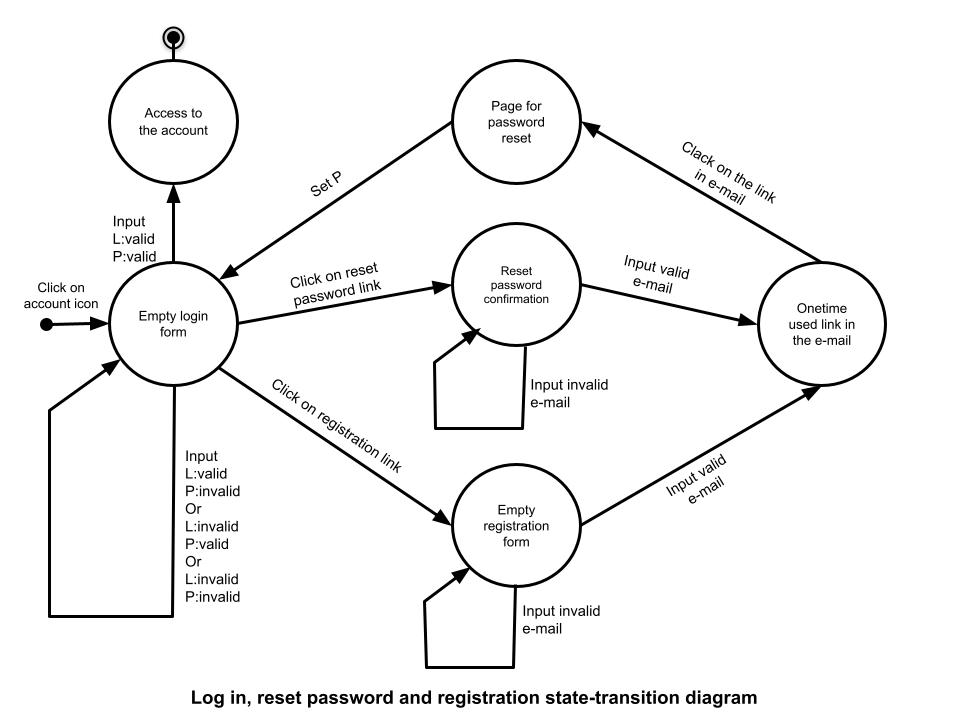 Access to
the account
Page for
password
reset
Clack on the link
in e-mail
Set P
Input
L:valid
P:valid
Click on
account icon
Empty login
form
Click on reset
password link
Reset
password
confirmation
Input valid
e-mail
Onetime
used link in
the e-mail
Input invalid
e-mail
Click on registration link
Input
L:valid
P:invalid
Or
L:invalid
P:valid
Or
L:invalid
P:invalid
Empty
registration
form
Input valid
e-mail
Input invalid
e-mail
Log in, reset password and registration state-transition diagram